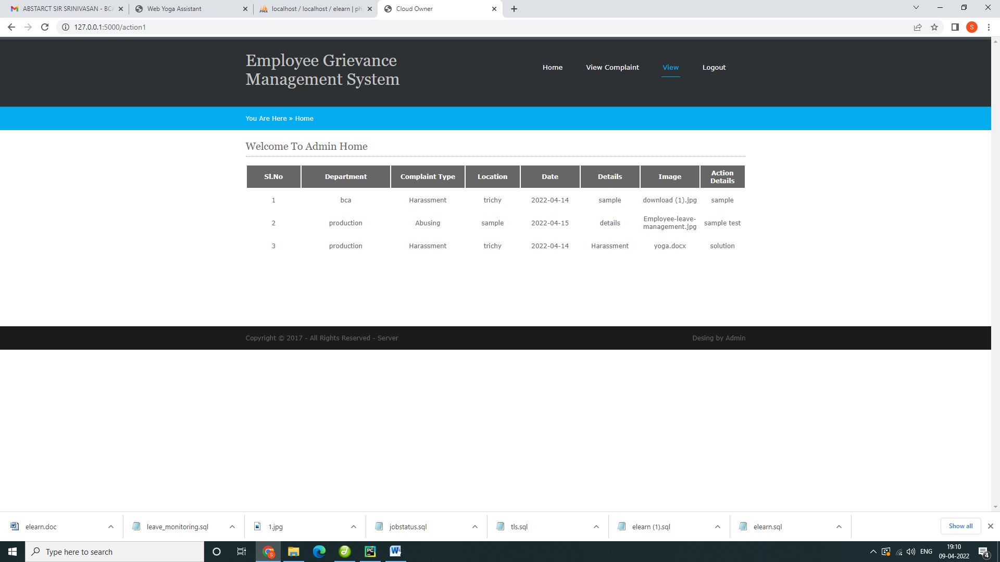 ABSTARCT SIR SRINIVASAN - BCA
Web Yoga Assistant
localhost / localhost / elearn | ph
Cloud Owner
127.0.0.1:5000/action1
S
Employee Grievance
Management System
Home
View Complaint
View
Logout
You Are Here » Home
Welcome To Admin Home
Sl.No Department Complaint Type Location Date Details Image Action Details
1 bca Harassment trichy 2022-04-14 sample download (1).jpg sample
2 production Abusing sample 2022-04-15 details Employee-leave-management.jpg sample test
3 production Harassment trichy 2022-04-14 Harassment yoga.docx solution
Copyright © 2017 - All Rights Reserved - Server
Desing by Admin
elearn.doc
leave_monitoring.sql
1.jpg
jobstatus.sql
tls.sql
elearn (1).sql
elearn.sql
Show all
Type here to search
ENG
19:10
09-04-2022
4